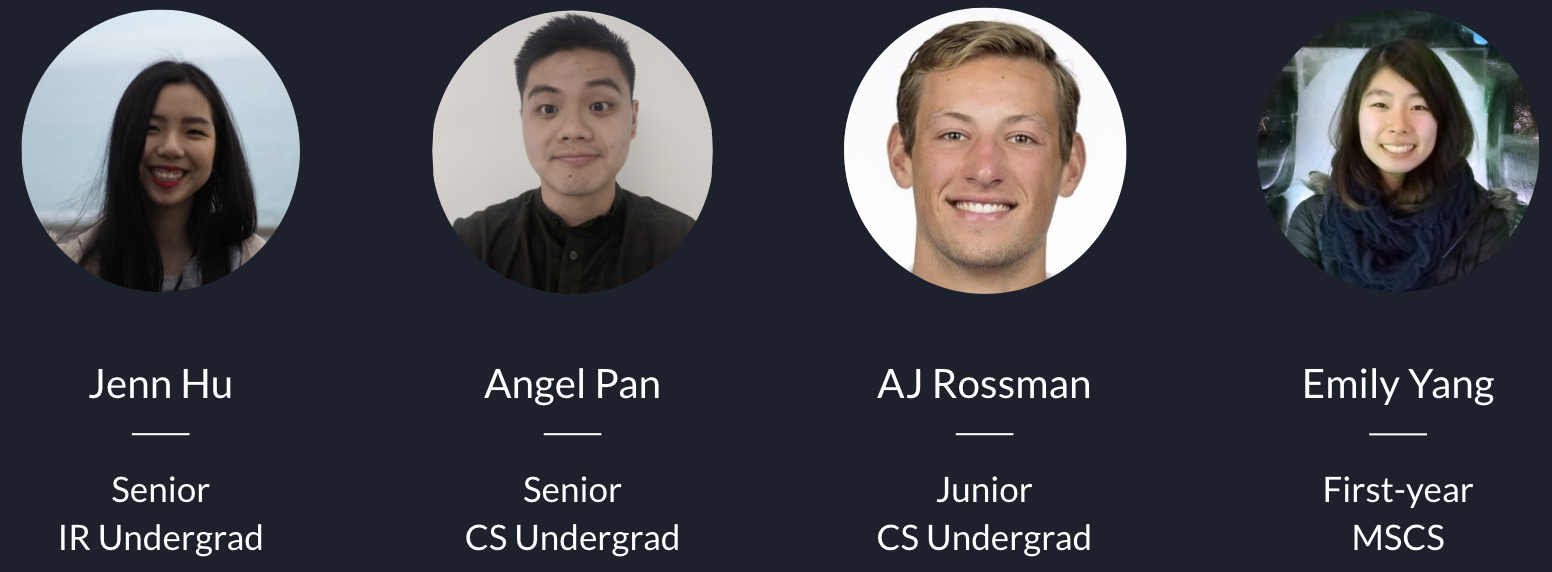 Jenn Hu
Senior
IR Undergrad
Angel Pan
Senior
CS Undergrad
AJ Rossman
Junior
CS Undergrad
Emily Yang
First-year
MSCS